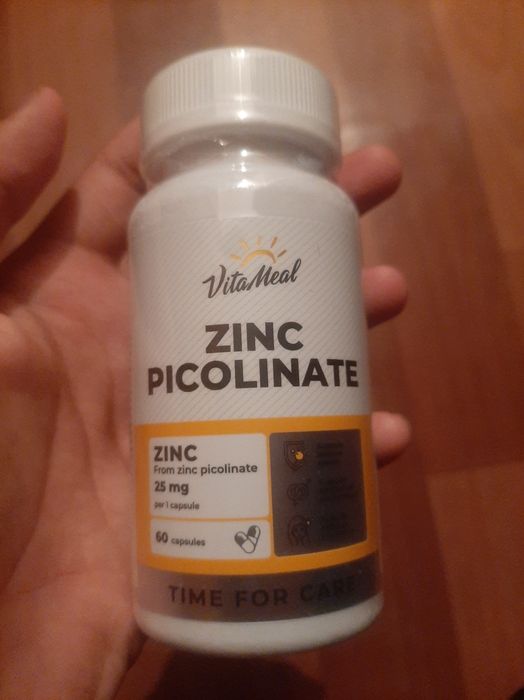 VitaMeal
ZINC
PICOLINATE
ZINC
From zinc picolinate
25 mg
per 1 capsule
60 capsules
TIME FOR CARE